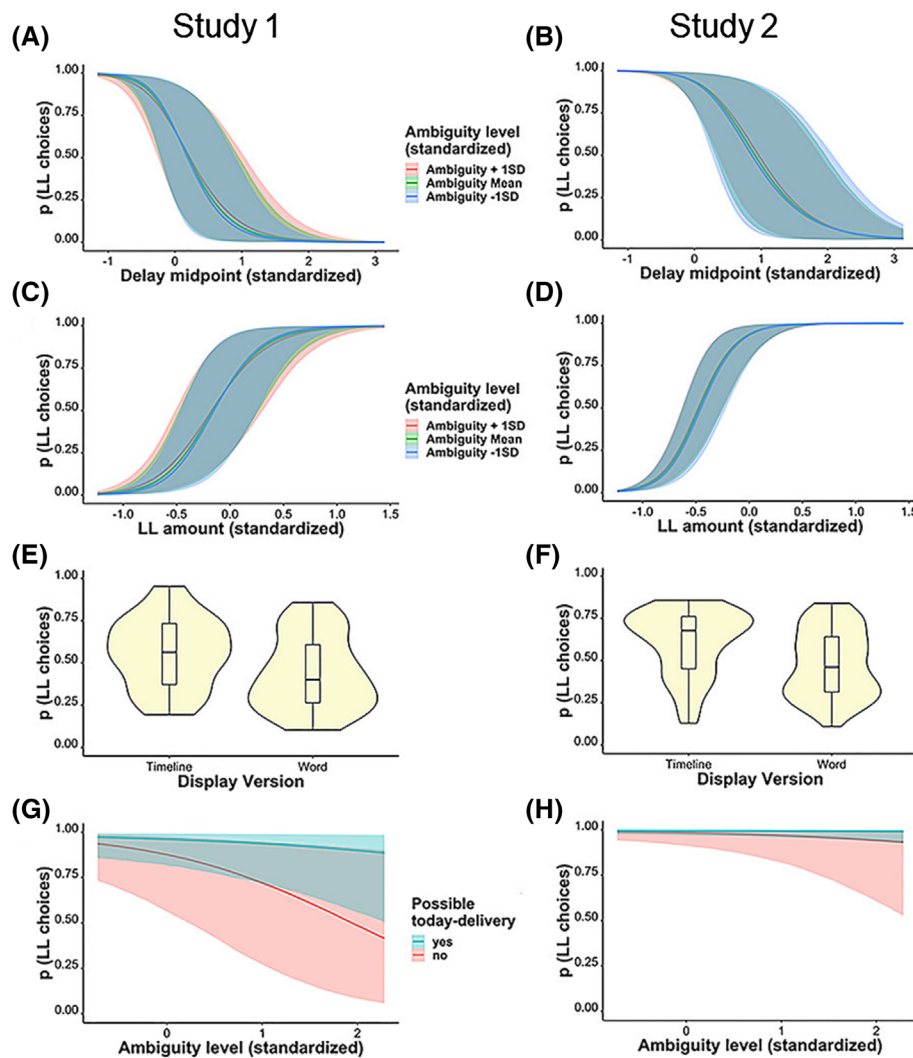 Study 1
Study 2
(A)
1.00
0.75
0.50
0.25
0.00
p (LL choices)
-1
0
1
2
3
Delay midpoint (standardized)
Ambiguity level
(standardized)
Ambiguity + 1SD
Ambiguity Mean
Ambiguity -1SD
(B)
1.00
0.75
0.50
0.25
0.00
p (LL choices)
-1
0
1
2
3
Delay midpoint (standardized)
(C)
1.00
0.75
0.50
0.25
0.00
p (LL choices)
-1.0
-0.5
0.0
0.5
1.0
1.5
LL amount (standardized)
Ambiguity level
(standardized)
Ambiguity + 1SD
Ambiguity Mean
Ambiguity -1SD
(D)
1.00
0.75
0.50
0.25
0.00
p (LL choices)
-1.0
-0.5
0.0
0.5
1.0
1.5
LL amount (standardized)
(E)
1.00
0.75
0.50
0.25
0.00
p (LL choices)
Timeline
Word
Display Version
(F)
1.00
0.75
0.50
0.25
0.00
p (LL choices)
Timeline
Word
Display Version
(G)
1.00
0.75
0.50
0.25
0.00
p (LL choices)
0
1
2
Ambiguity level (standardized)
Possible
today-delivery
yes
no
(H)
1.00
0.75
0.50
0.25
0.00
p (LL choices)
0
1
2
Ambiguity level (standardized)